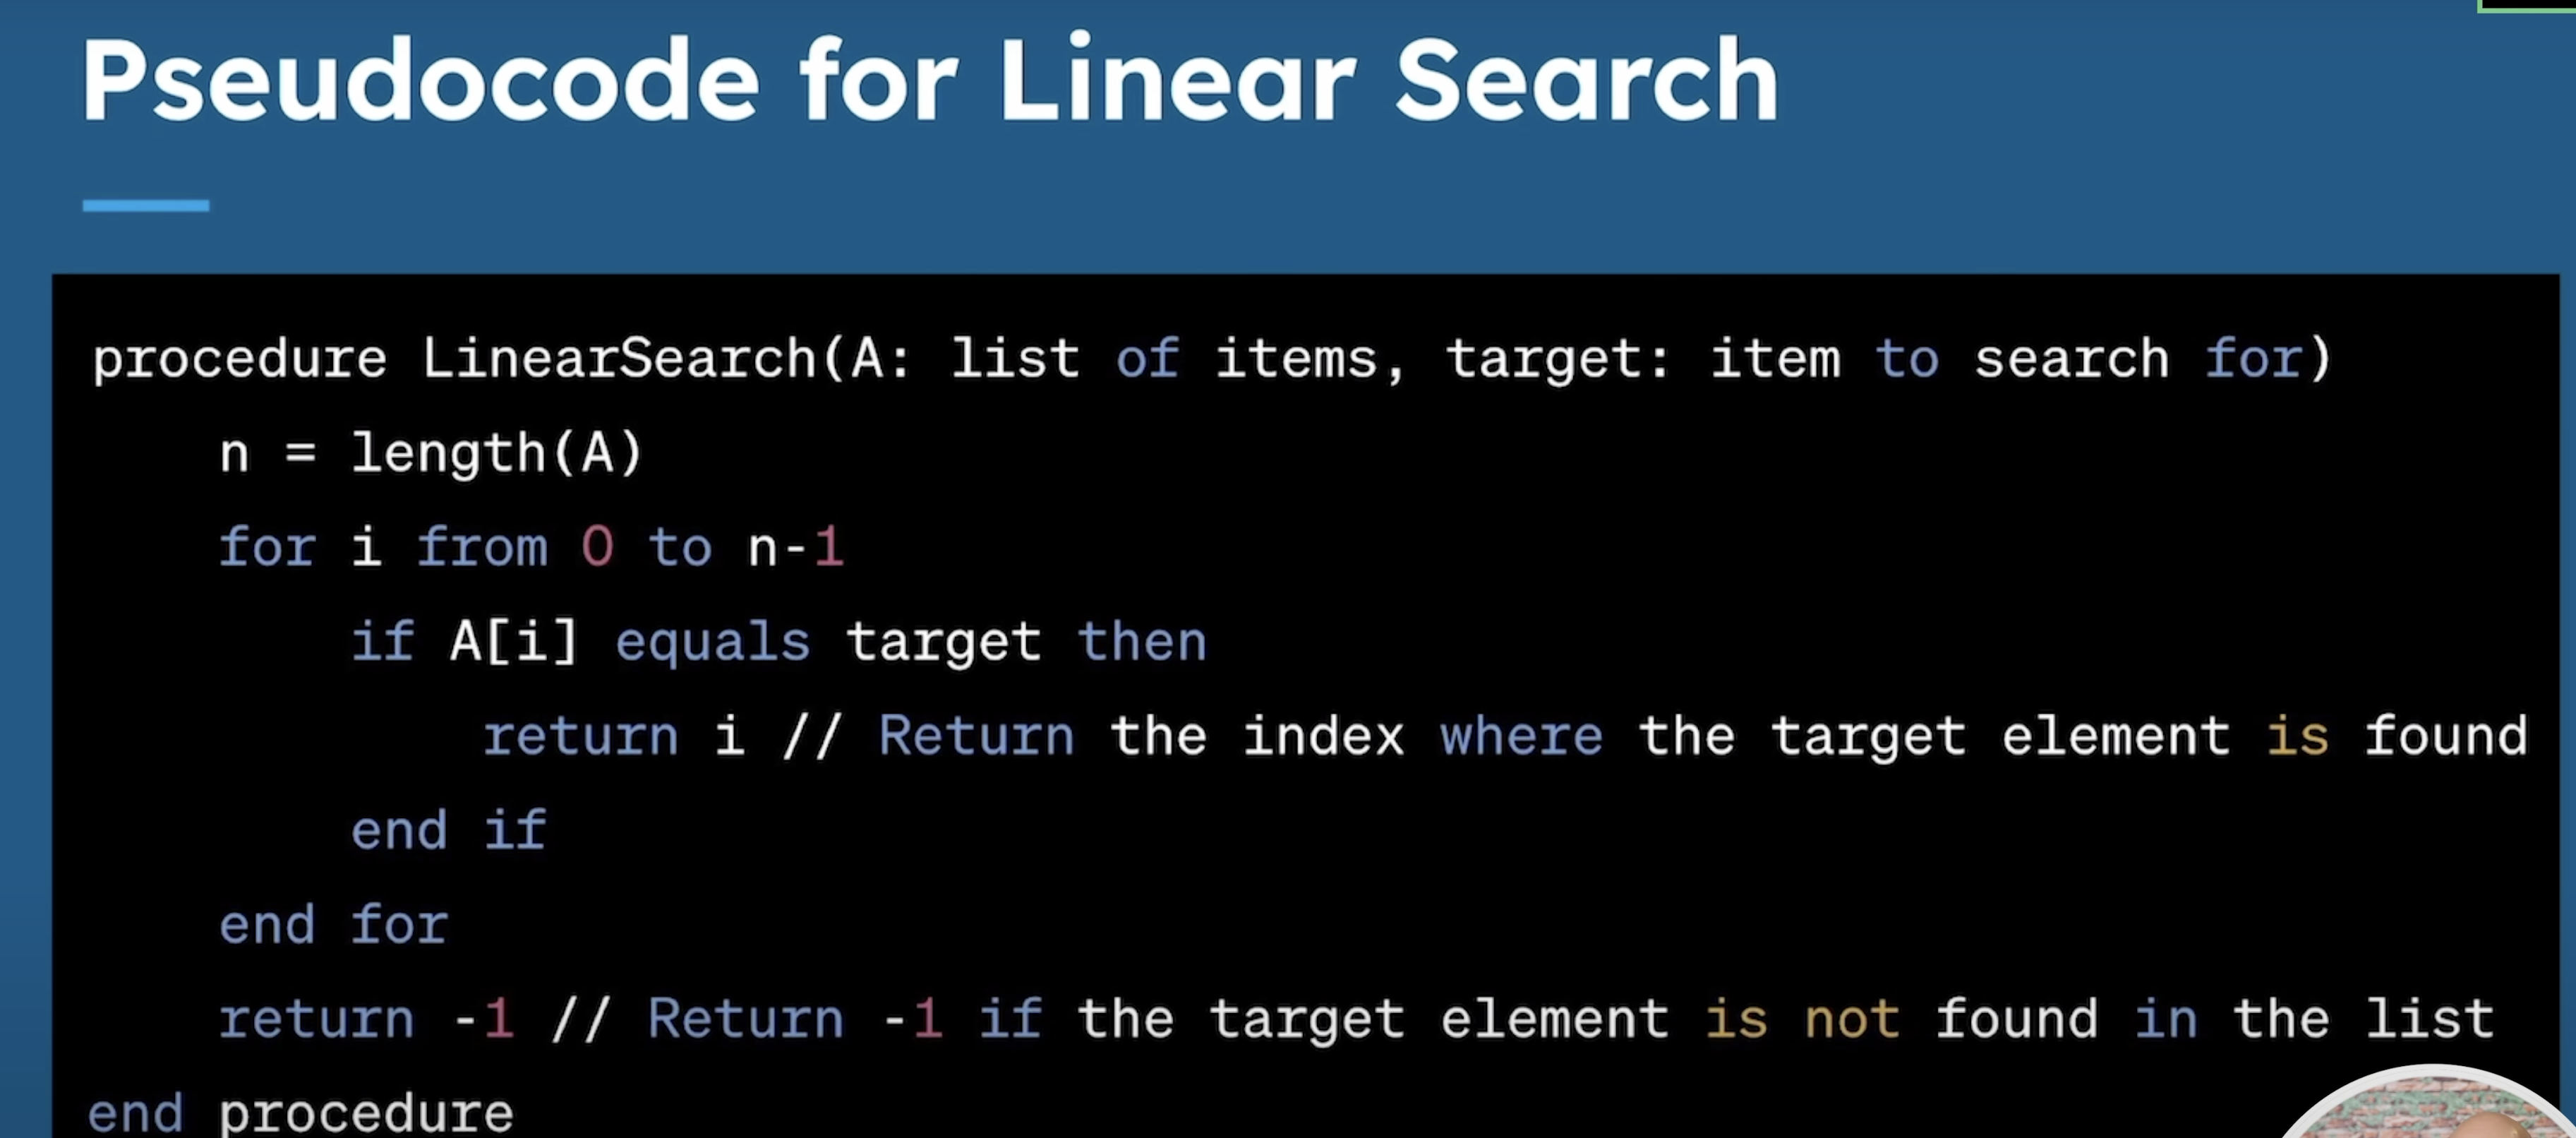 Pseudocode for Linear Search
procedure LinearSearch(A: list of items, target: item to search for)
    n = length(A)
    for i from 0 to n-1
        if A[i] equals target then
            return i // Return the index where the target element is found
        end if
    end for
    return -1 // Return -1 if the target element is not found in the list
end procedure